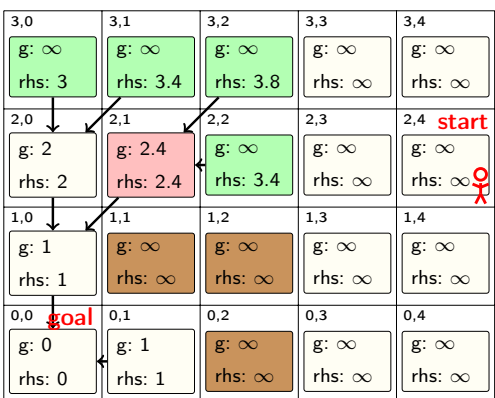 3,0 3,1 3,2 3,3 3,4
g: ∞ g: ∞ g: ∞ g: ∞ g: ∞
rhs: 3 rhs: 3.4 rhs: 3.8 rhs: ∞ rhs: ∞
2,0 2,1 2,2 2,3 2,4 start
g: 2 g: 2.4 g: ∞ g: ∞ g: ∞
rhs: 2 rhs: 2.4 rhs: 3.4 rhs: ∞ rhs: ∞
1,0 1,1 1,2 1,3 1,4
g: 1 g: ∞ g: ∞ g: ∞ g: ∞
rhs: 1 rhs: ∞ rhs: ∞ rhs: ∞ rhs: ∞
0,0 goal 0,1 0,2 0,3 0,4
g: 0 g: 1 g: ∞ g: ∞ g: ∞
rhs: 0 rhs: 1 rhs: ∞ rhs: ∞ rhs: ∞